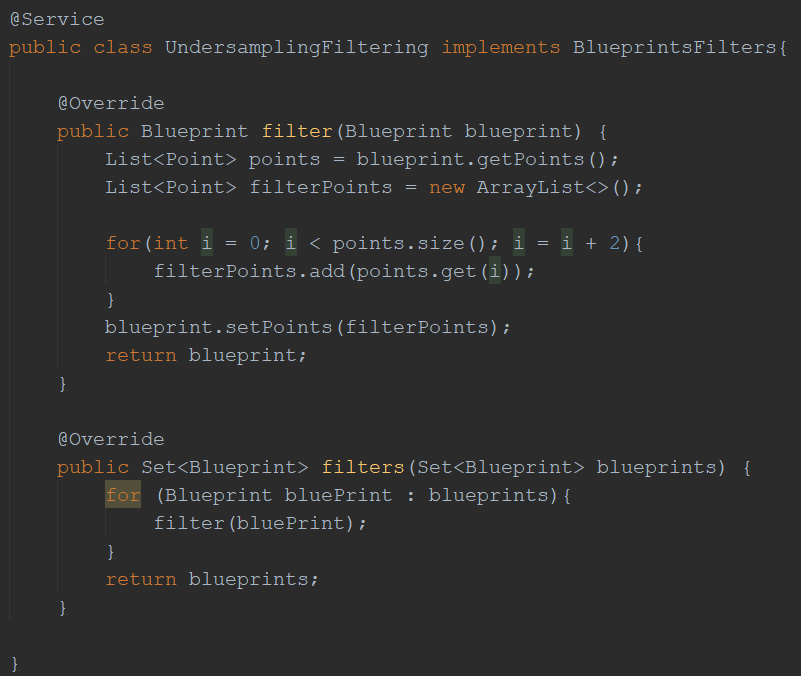 @Service
public class UndersamplingFiltering implements BlueprintsFilters{
@Override
public Blueprint filter(Blueprint blueprint) {
List<Point> points = blueprint.getPoints();
List<Point> filterPoints = new ArrayList<>();
for(int i = 0; i < points.size(); i = i + 2){
filterPoints.add(points.get(i));
}
blueprint.setPoints(filterPoints);
return blueprint;
}
@Override
public Set<Blueprint> filters(Set<Blueprint> blueprints) {
for (Blueprint bluePrint : blueprints){
filter(bluePrint);
}
return blueprints;
}
}